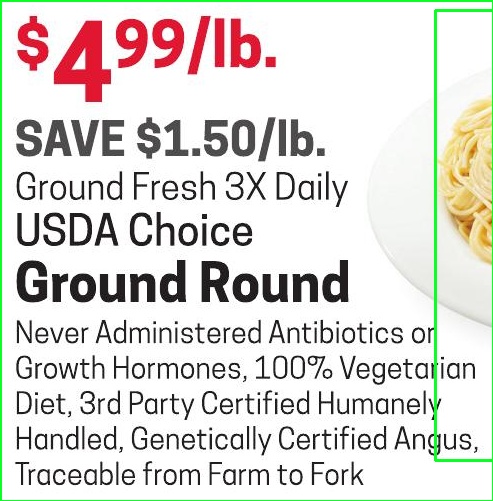 $4.99/lb.
SAVE $1.50/lb.
Ground Fresh 3X Daily
USDA Choice
Ground Round
Never Administered Antibiotics or
Growth Hormones, 100% Vegetarian
Diet, 3rd Party Certified Humanely
Handled, Genetically Certified Angus,
Traceable from Farm to Fork